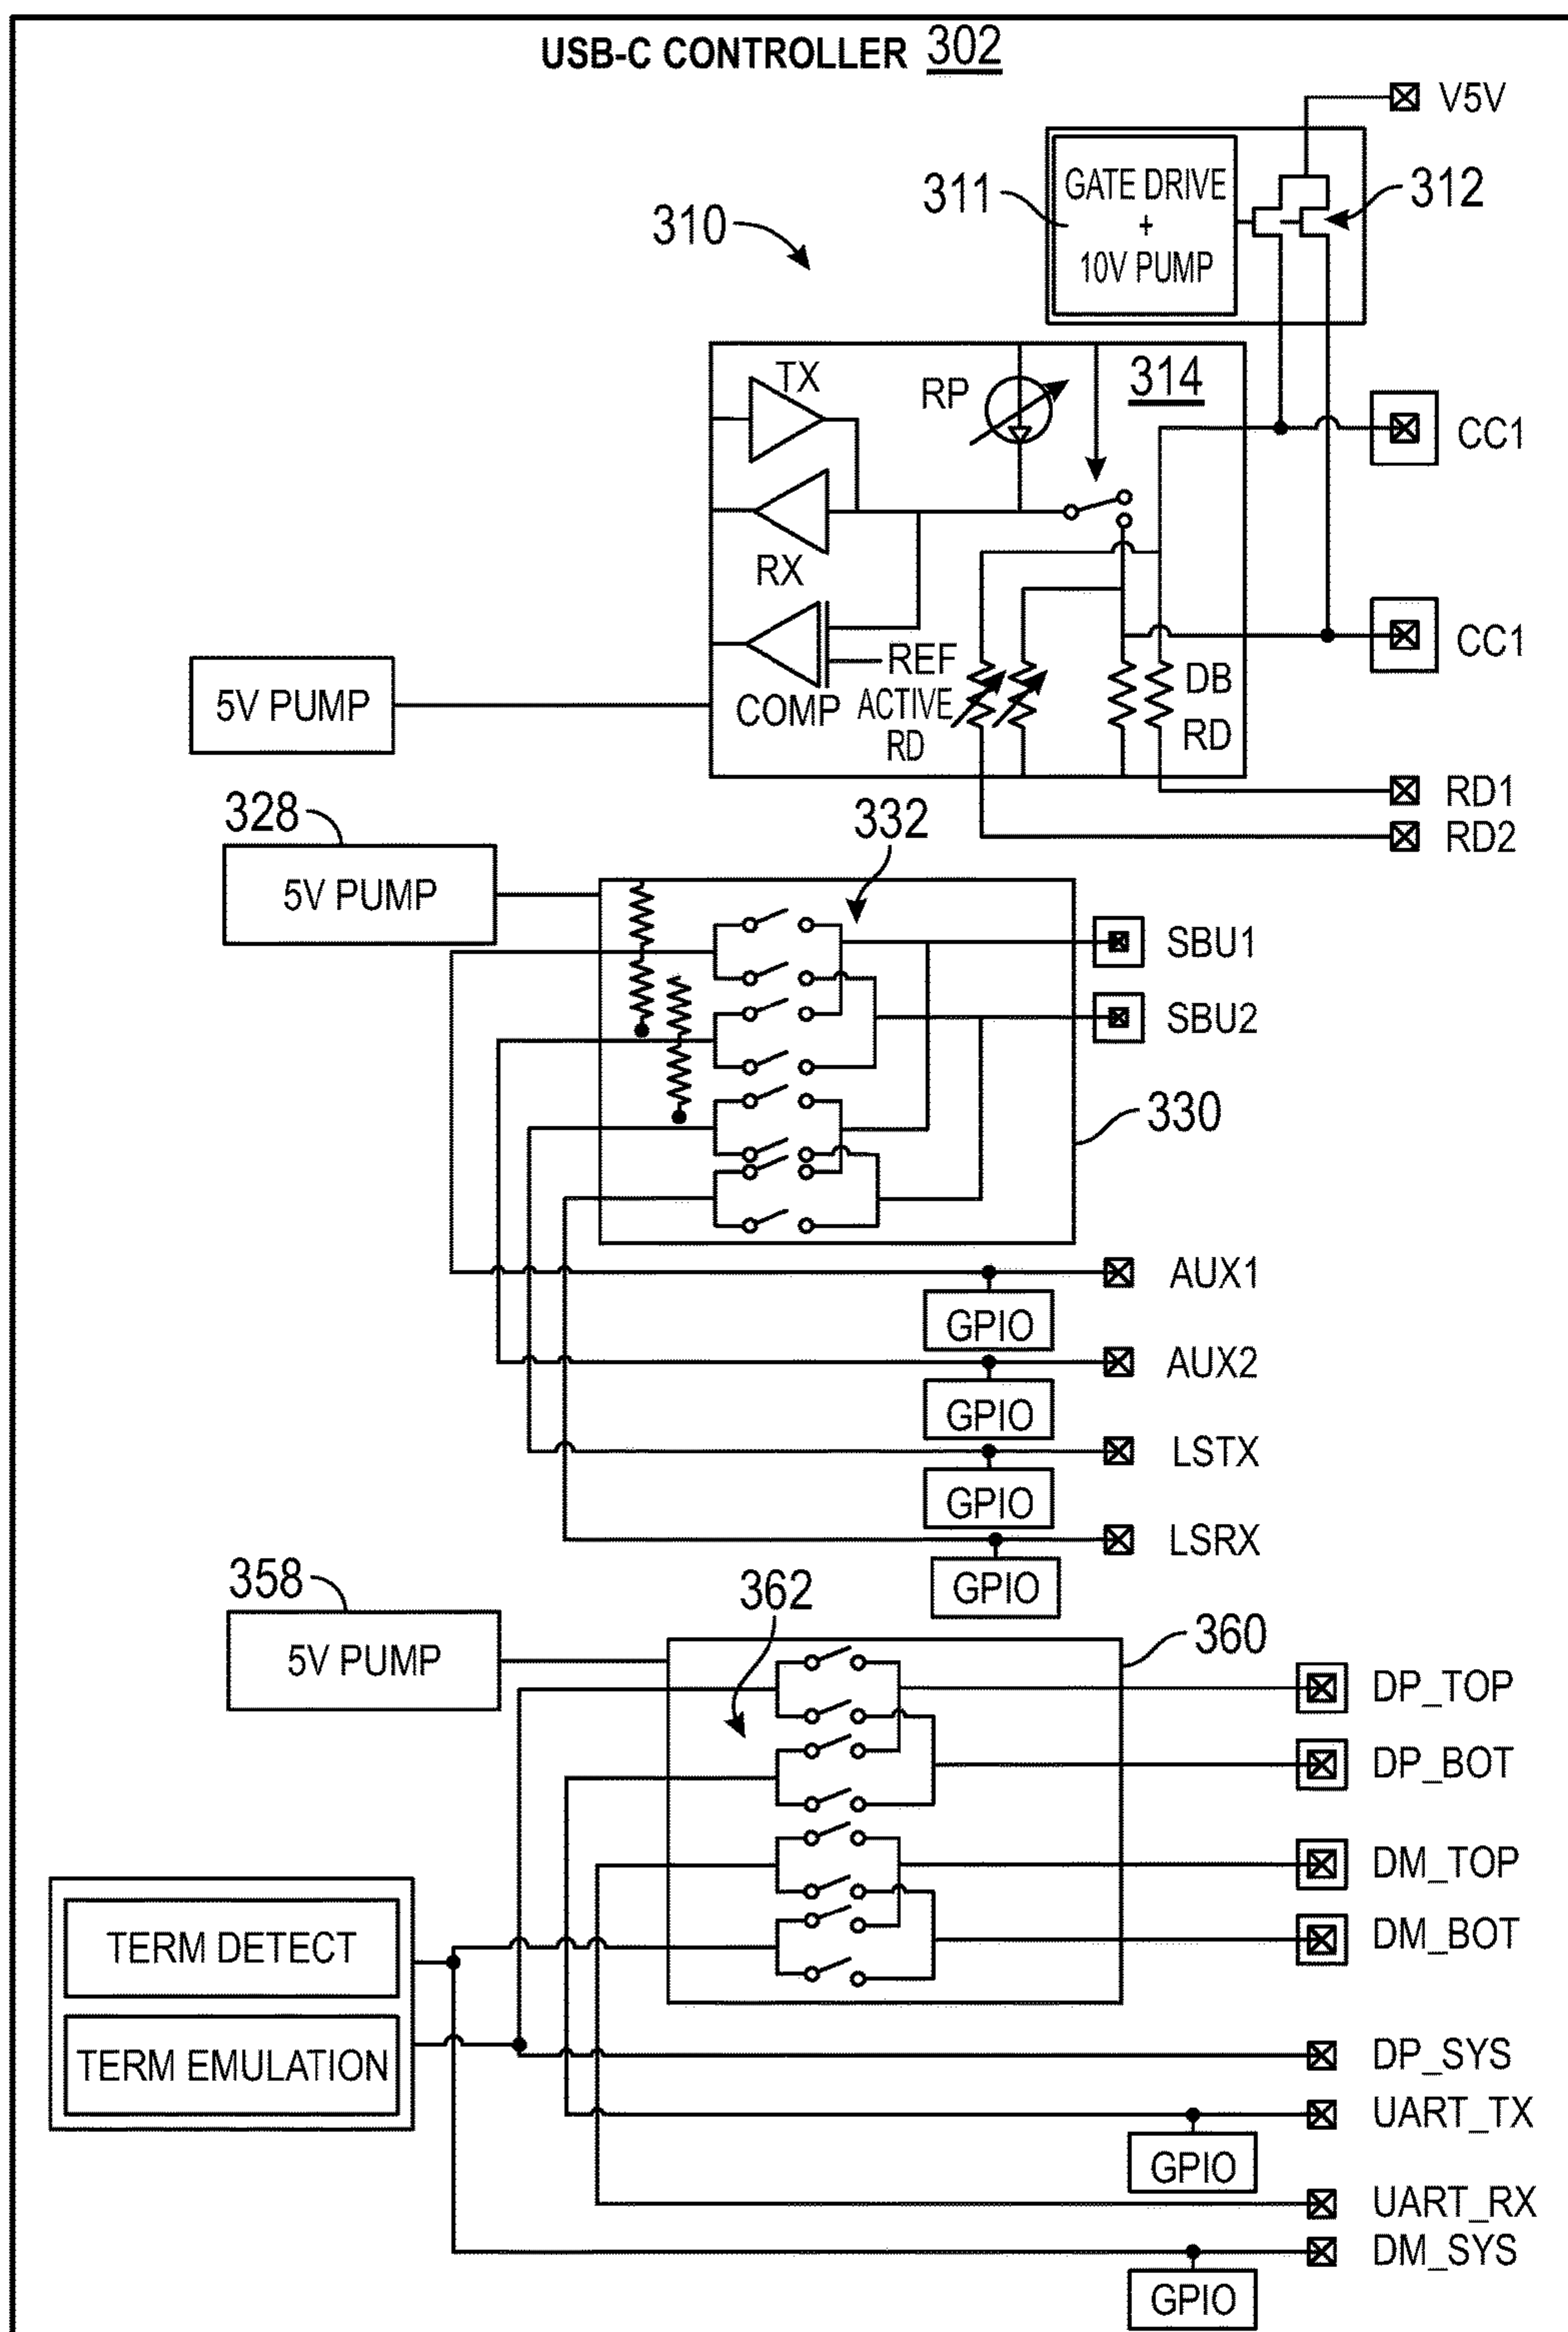 USB-C CONTROLLER 302
V5V
311
GATE DRIVE
+
10V PUMP
312
310
TX
RP
314
CC1
RX
REF
COMP
ACTIVE
RD
DB
RD
CC1
5V PUMP
RD1
RD2
328
5V PUMP
332
SBU1
SBU2
330
AUX1
GPIO
AUX2
GPIO
LSTX
GPIO
LSRX
GPIO
358
5V PUMP
362
360
DP_TOP
DP_BOT
DM_TOP
DM_BOT
TERM DETECT
TERM EMULATION
DP_SYS
UART_TX
GPIO
UART_RX
DM_SYS
GPIO